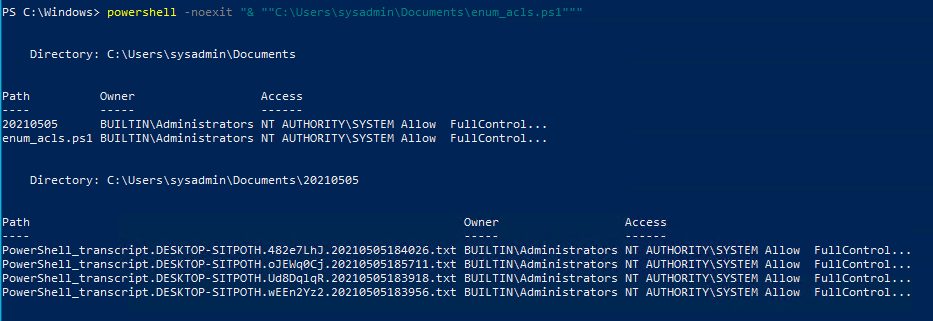 PS C:\Windows> powershell -noexit "& ""C:\Users\sysadmin\Documents\enum_acls.ps1"""
Directory: C:\Users\sysadmin\Documents
Path Owner Access
---- ----- ------
20210505 BUILTIN\Administrators NT AUTHORITY\SYSTEM Allow  FullControl...
enum_acls.ps1 BUILTIN\Administrators NT AUTHORITY\SYSTEM Allow  FullControl...
Directory: C:\Users\sysadmin\Documents\20210505
Path Owner Access
---- ----- ------
PowerShell_transcript.DESKTOP-SITPOTH.482e7LhJ.20210505184026.txt BUILTIN\Administrators NT AUTHORITY\SYSTEM Allow  FullControl...
PowerShell_transcript.DESKTOP-SITPOTH.oJEWq0Cj.20210505185711.txt BUILTIN\Administrators NT AUTHORITY\SYSTEM Allow  FullControl...
PowerShell_transcript.DESKTOP-SITPOTH.Ud8DqlqR.20210505183918.txt BUILTIN\Administrators NT AUTHORITY\SYSTEM Allow  FullControl...
PowerShell_transcript.DESKTOP-SITPOTH.wEEn2Yz2.20210505183956.txt BUILTIN\Administrators NT AUTHORITY\SYSTEM Allow  FullControl...